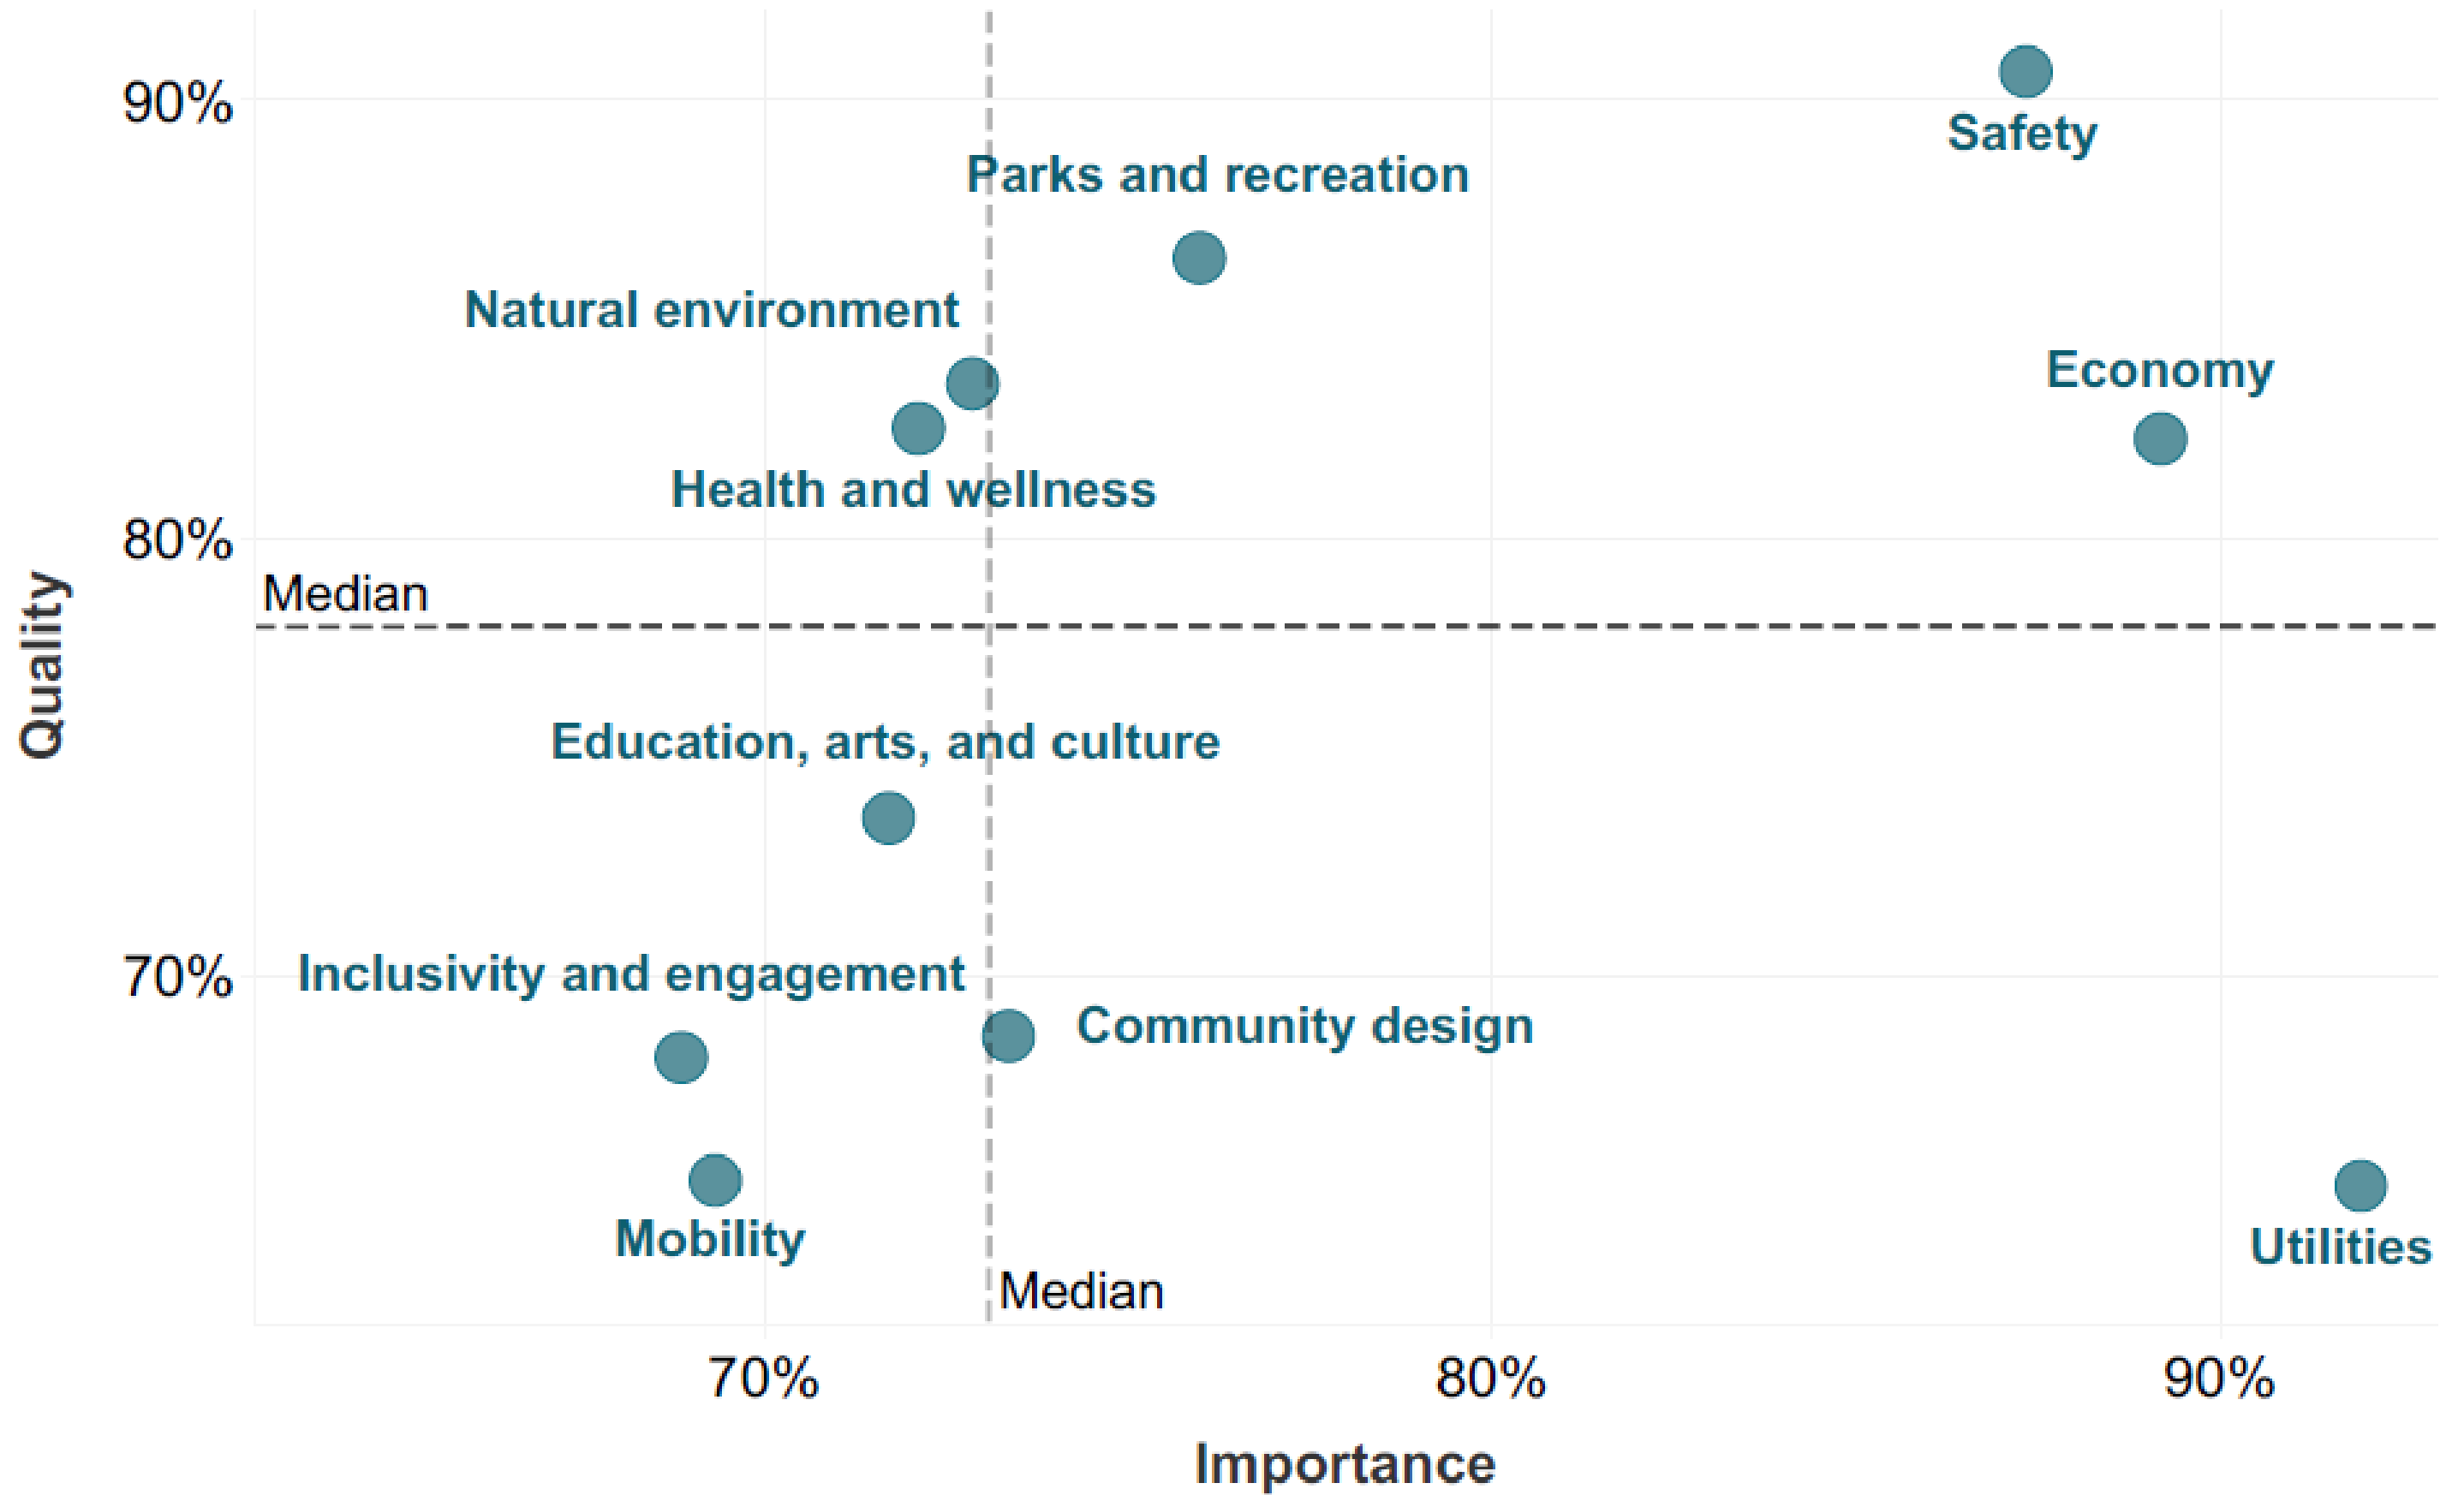 90%
Safety
Parks and recreation
Natural environment
Economy
Health and wellness
80%
Median
Quality
Education, arts, and culture
70%
Inclusivity and engagement
Community design
Mobility
Utilities
Median
70%
80%
90%
Importance